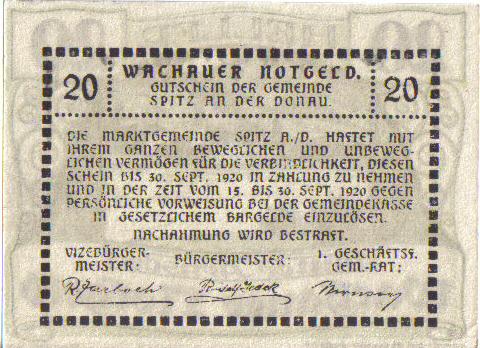 WACHAUER NOTGELD.
20 GUTSCHEIN DER GEMEINDE 20
SPITZ AN DER DONAU.
DIE MARKTGEMEINDE SPITZ A./D. HAFTET MIT
IHREM GANZEN BEWEGLICHEN UND UNBEWEG-
LICHEN VERMÖGEN FÜR DIE VERBINDLICHKEIT, DIESEN
SCHEIN BIS 30. SEPT. 1920 IN ZAHLUNG ZU NEHMEN
UND IN DER ZEIT VOM 15. BIS 30. SEPT. 1920 GEGEN
PERSÖNLICHE VORWEISUNG BEI DER GEMEINDEKASSE
IN GESETZLICHEM BARGELDE EINZULÖSEN.
NACHAHMUNG WIRD BESTRAFT.
VIZEBÜRGER- BÜRGERMEISTER: 1. GESCHÄFTSF.
MEISTER: GEM.-RAT: